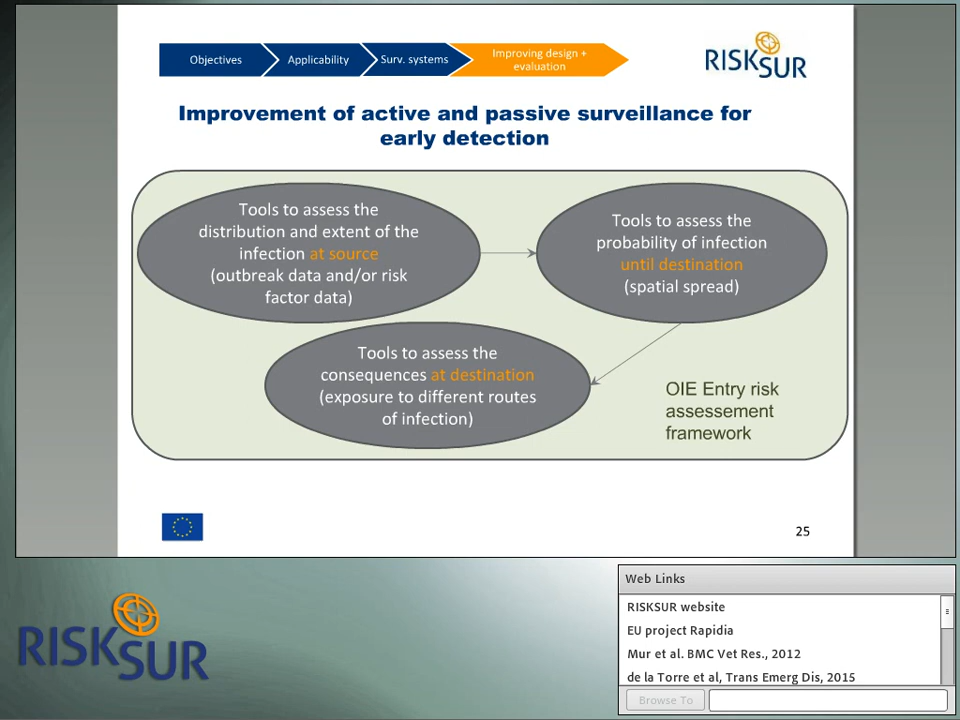 Objectives
Applicability
Surv. systems
Improving design +
evaluation
RISKSUR
Improvement of active and passive surveillance for
early detection
Tools to assess the
distribution and extent of the
infection at source
(outbreak data and/or risk
factor data)
Tools to assess the
probability of infection
until destination
(spatial spread)
Tools to assess the
consequences at destination
(exposure to different routes
of infection)
OIE Entry risk
assessement
framework
25
RISKSUR
Web Links
RISKSUR website
EU project Rapidia
Mur et al. BMC Vet Res., 2012
de la Torre et al, Trans Emerg Dis, 2015
Browse To